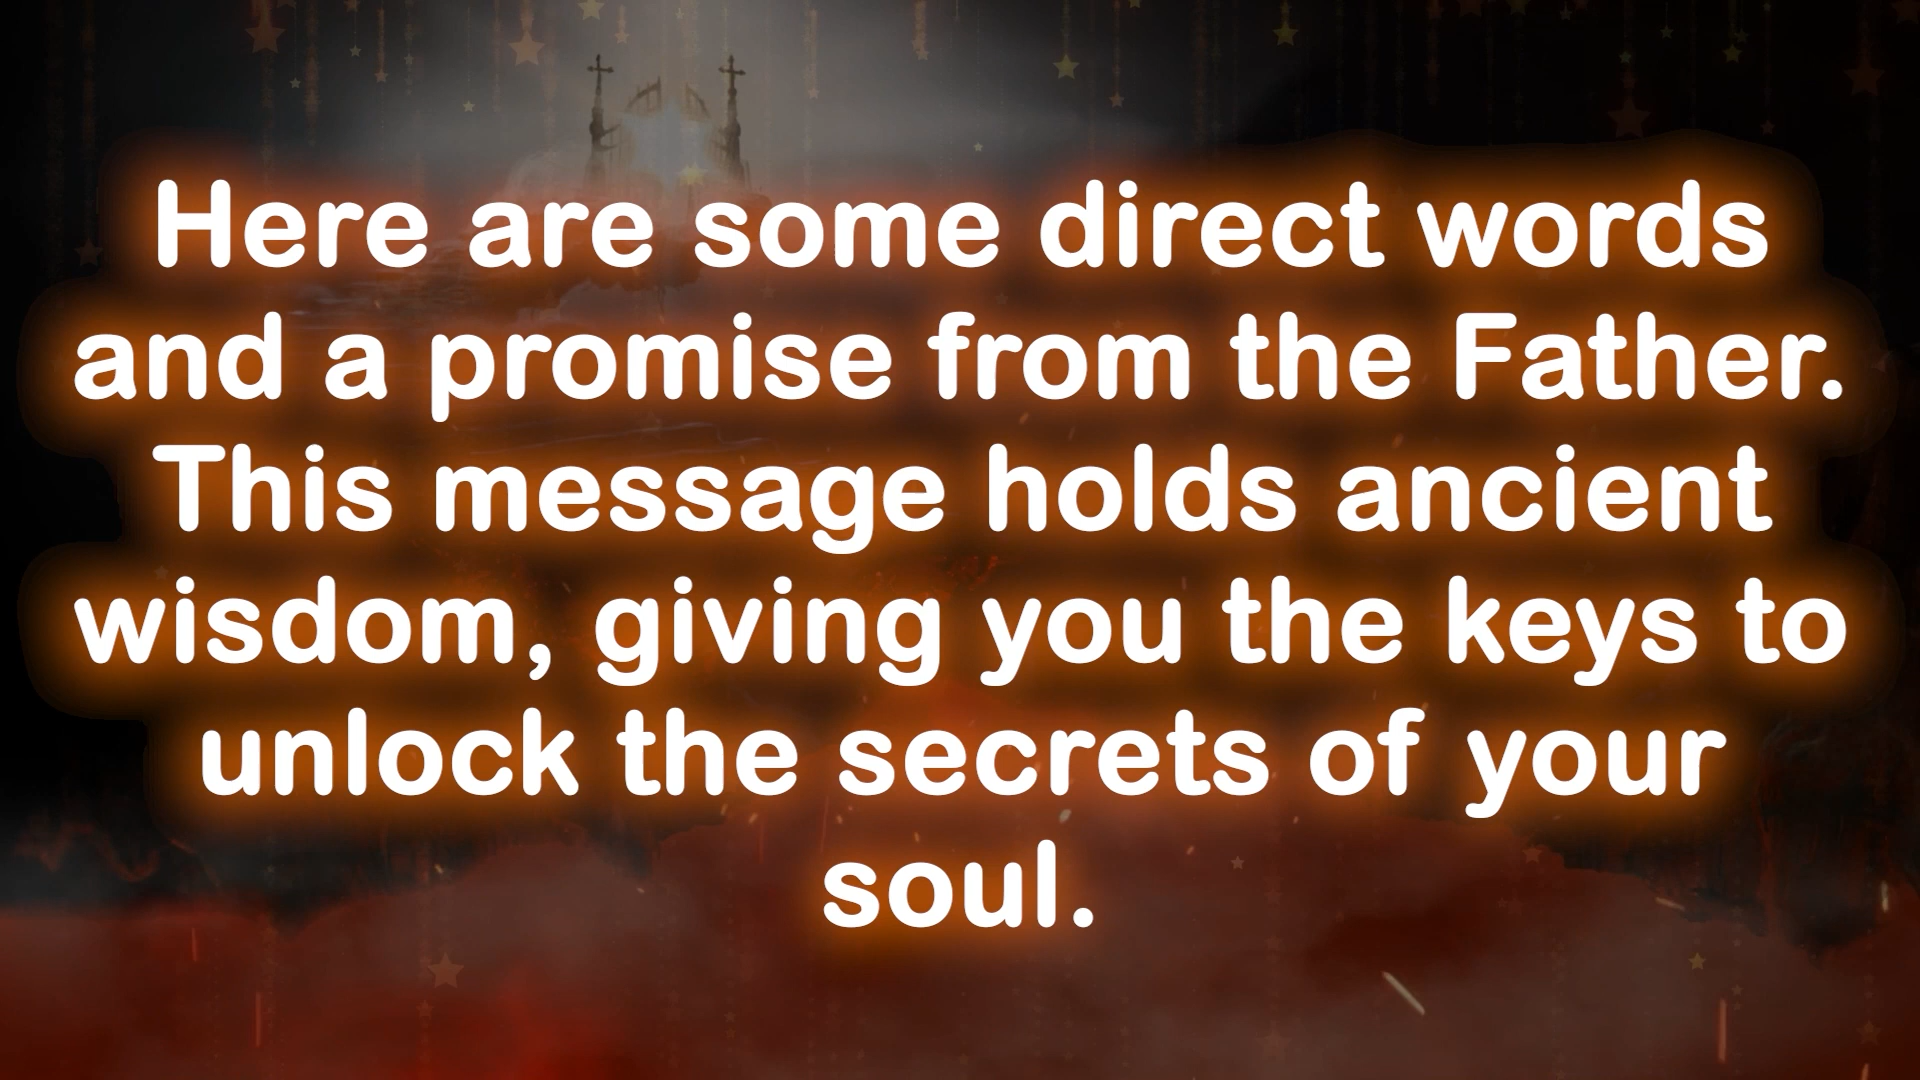 Here are some direct words
and a promise from the Father.
This message holds ancient
wisdom, giving you the keys to
unlock the secrets of your
soul.